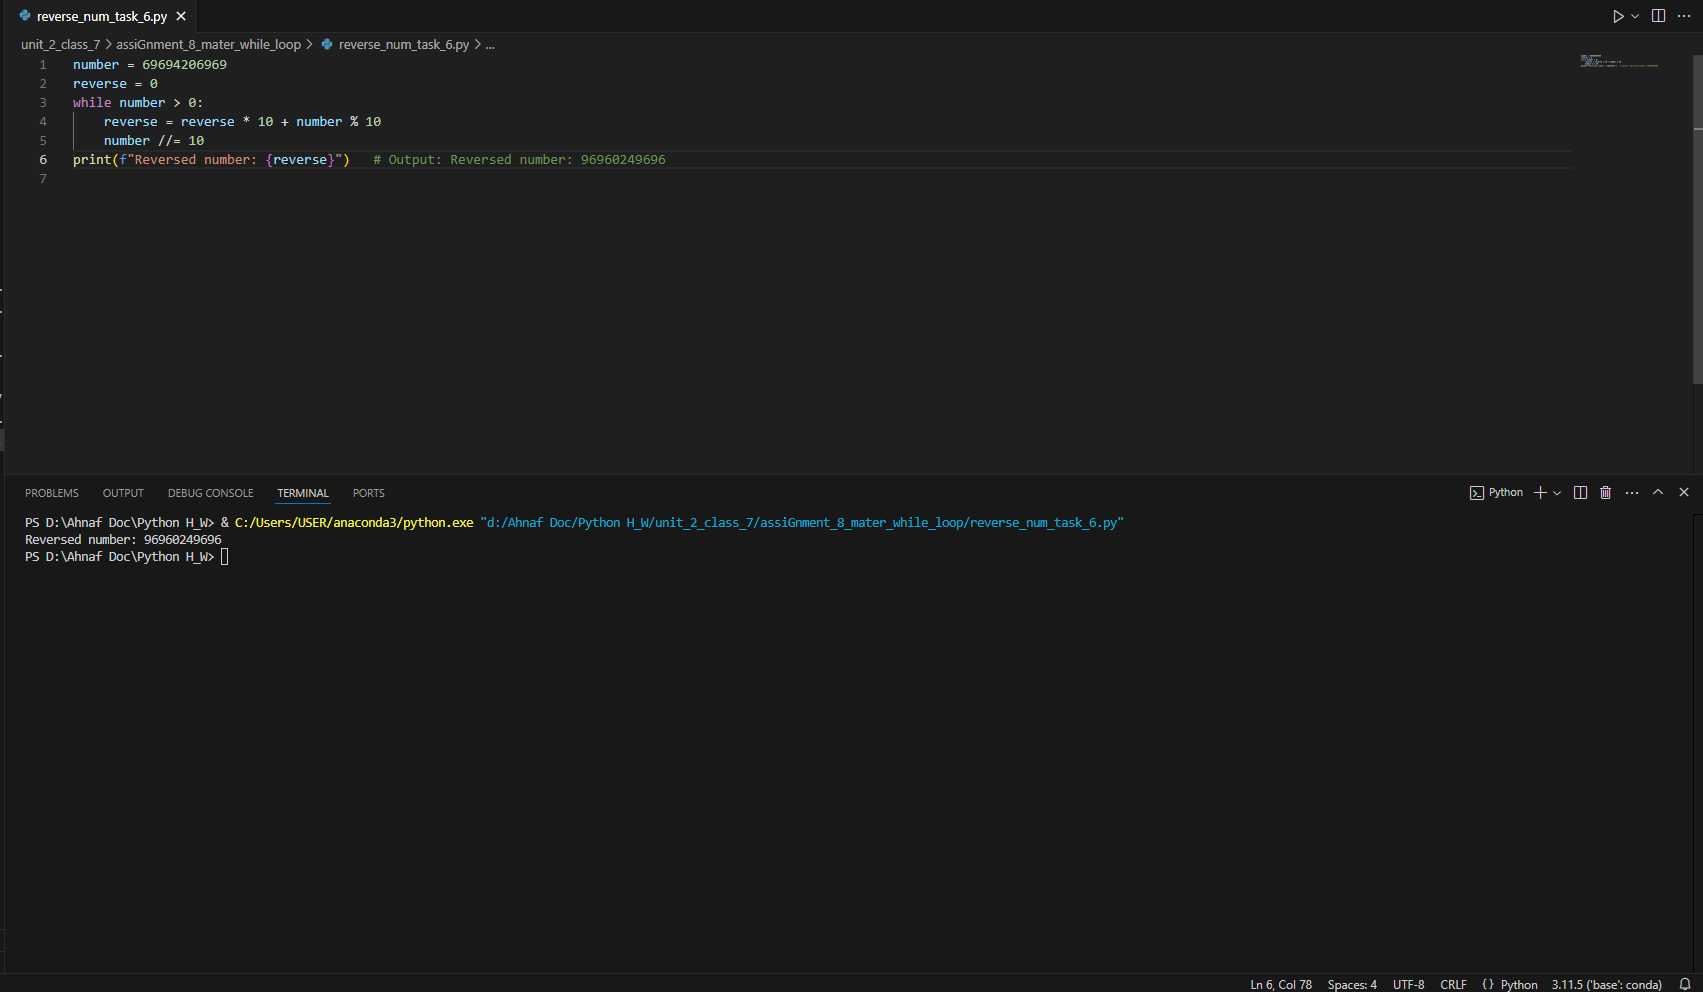 reverse_num_task_6.py
unit_2_class_7 > assiGnment_8_mater_while_loop > reverse_num_task_6.py > ...
1 number = 69694206969
2 reverse = 0
3 while number > 0:
4     reverse = reverse * 10 + number % 10
5     number //= 10
6 print(f"Reversed number: {reverse}")   # Output: Reversed number: 96960249696
7
PROBLEMS OUTPUT DEBUG CONSOLE TERMINAL PORTS Python
PS D:\Ahnaf Doc\Python H_W> & C:/Users/USER/anaconda3/python.exe "d:/Ahnaf Doc/Python H_W/unit_2_class_7/assiGnment_8_mater_while_loop/reverse_num_task_6.py"
Reversed number: 96960249696
PS D:\Ahnaf Doc\Python H_W>
Ln 6, Col 78 Spaces: 4 UTF-8 CRLF {} Python 3.11.5 ('base': conda)